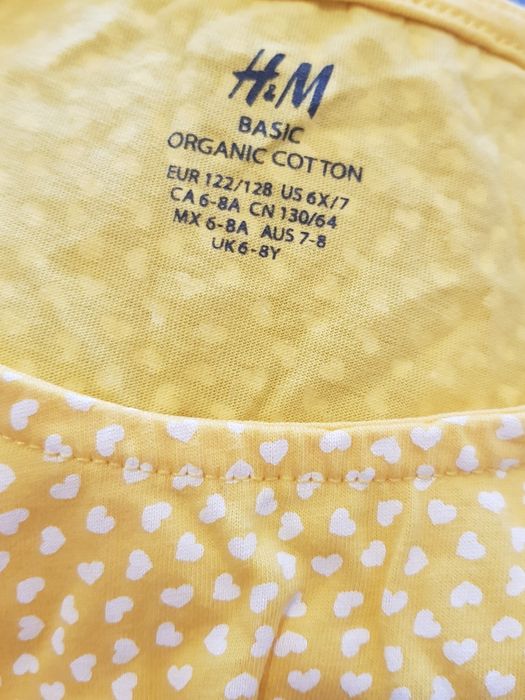 H&M
BASIC
ORGANIC COTTON
EUR 122/128 US 6X/7
CA 6-8A CN 130/64
MX 6-8A AUS 7-8
UK 6-8Y